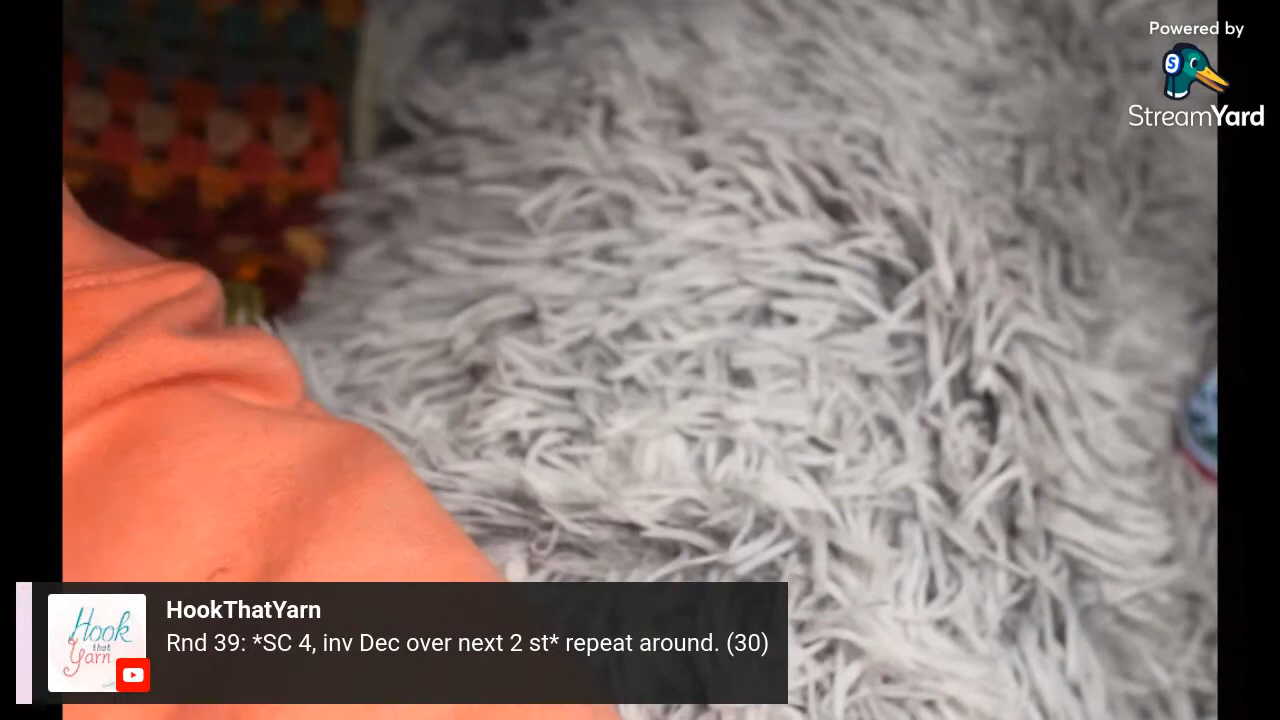 Powered by
StreamYard
HookThatYarn
Rnd 39: *SC 4, inv Dec over next 2 st* repeat around. (30)
Hook
that
Yarn